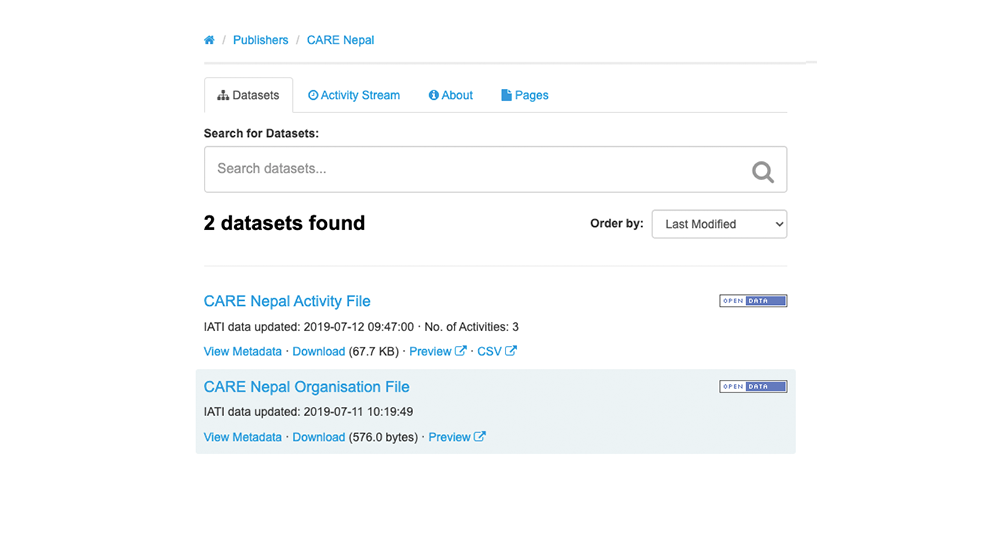 / Publishers / CARE Nepal
Datasets Activity Stream About Pages
Search for Datasets:
Search datasets...
2 datasets found
Order by: Last Modified
CARE Nepal Activity File
OPEN DATA
IATI data updated: 2019-07-12 09:47:00 · No. of Activities: 3
View Metadata · Download (67.7 KB) · Preview · CSV
CARE Nepal Organisation File
OPEN DATA
IATI data updated: 2019-07-11 10:19:49
View Metadata · Download (576.0 bytes) · Preview